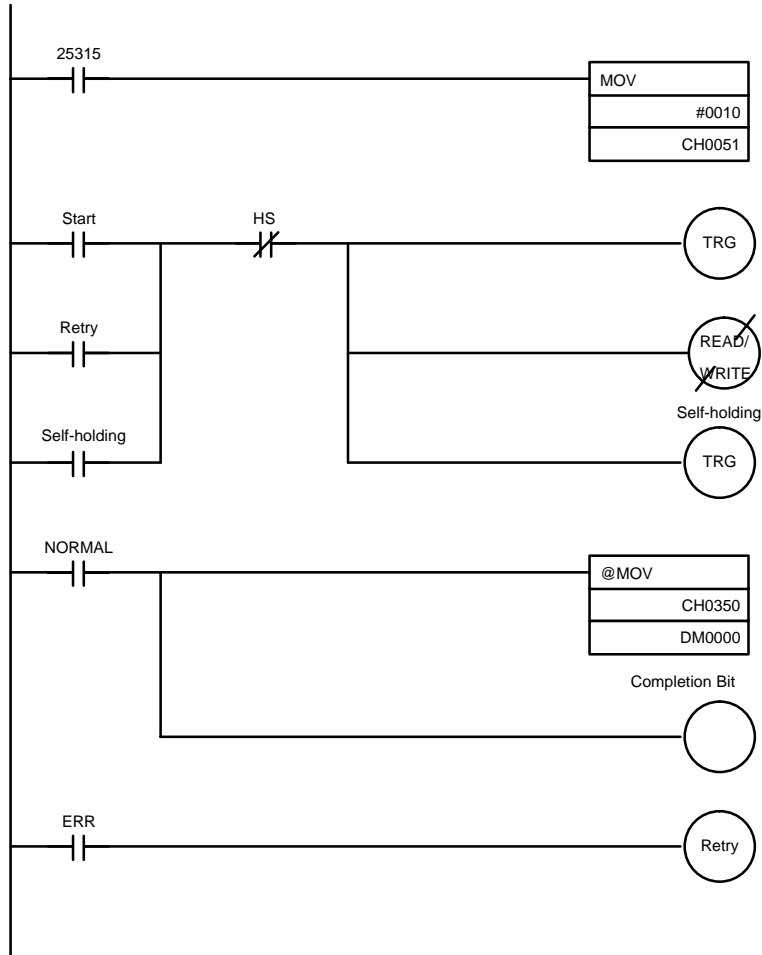 25315
MOV
#0010
CH0051
Start
HS
TRG
Retry
READ/
WRITE
Self-holding
Self-holding
TRG
NORMAL
@MOV
CH0350
DM0000
Completion Bit
ERR
Retry